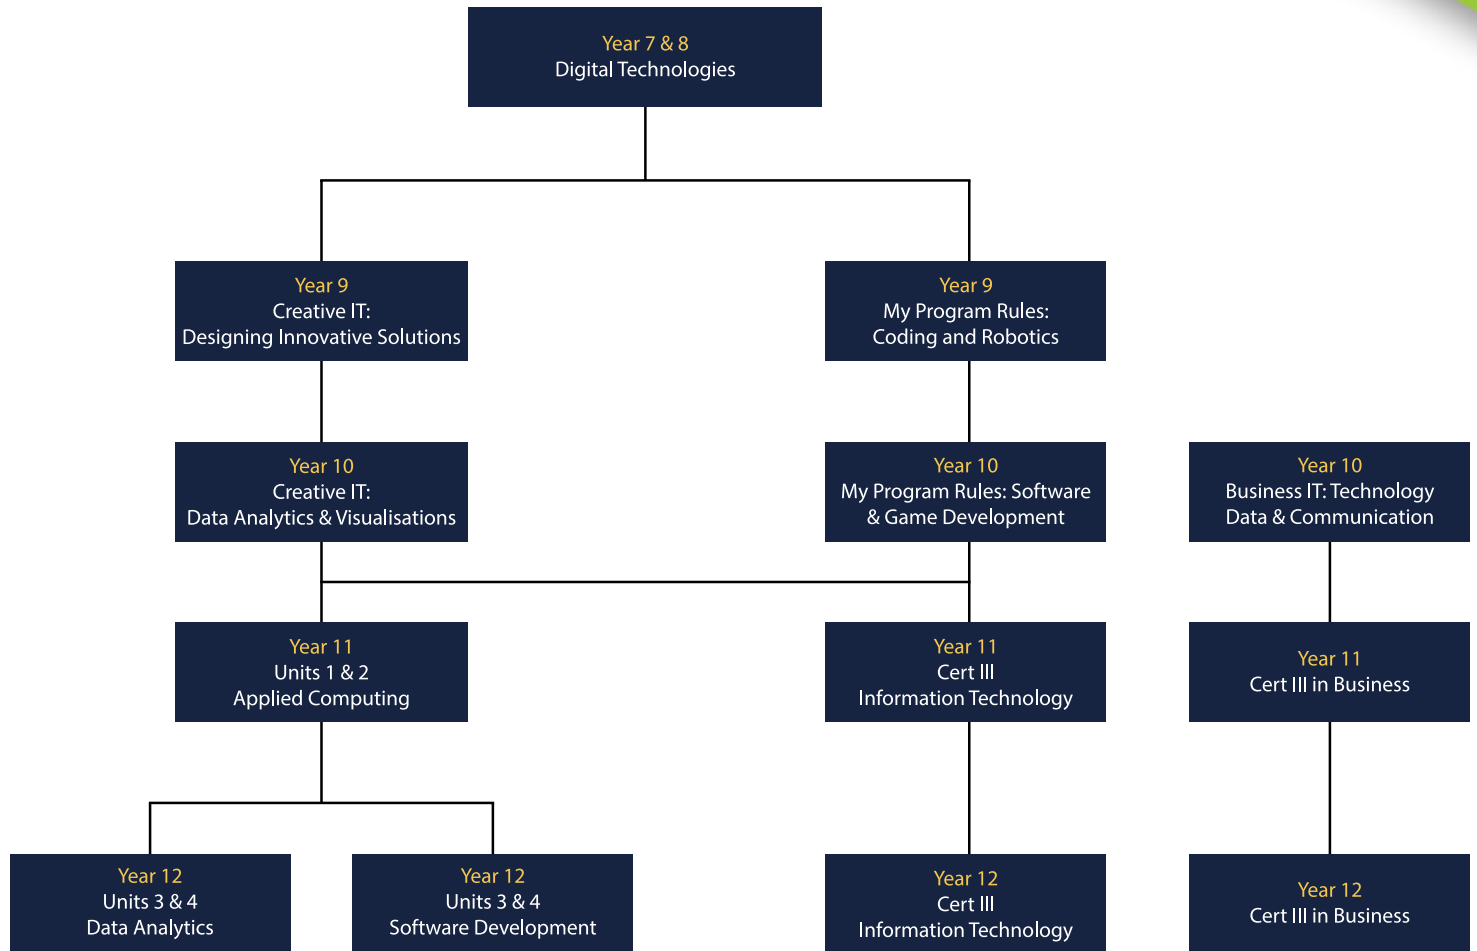 Year 7 & 8
Digital Technologies
Year 9
Creative IT:
Designing Innovative Solutions
Year 9
My Program Rules:
Coding and Robotics
Year 10
Creative IT:
Data Analytics & Visualisations
Year 10
My Program Rules: Software
& Game Development
Year 10
Business IT: Technology
Data & Communication
Year 11
Units 1 & 2
Applied Computing
Year 11
Cert III
Information Technology
Year 11
Cert III in Business
Year 12
Units 3 & 4
Data Analytics
Year 12
Units 3 & 4
Software Development
Year 12
Cert III
Information Technology
Year 12
Cert III in Business